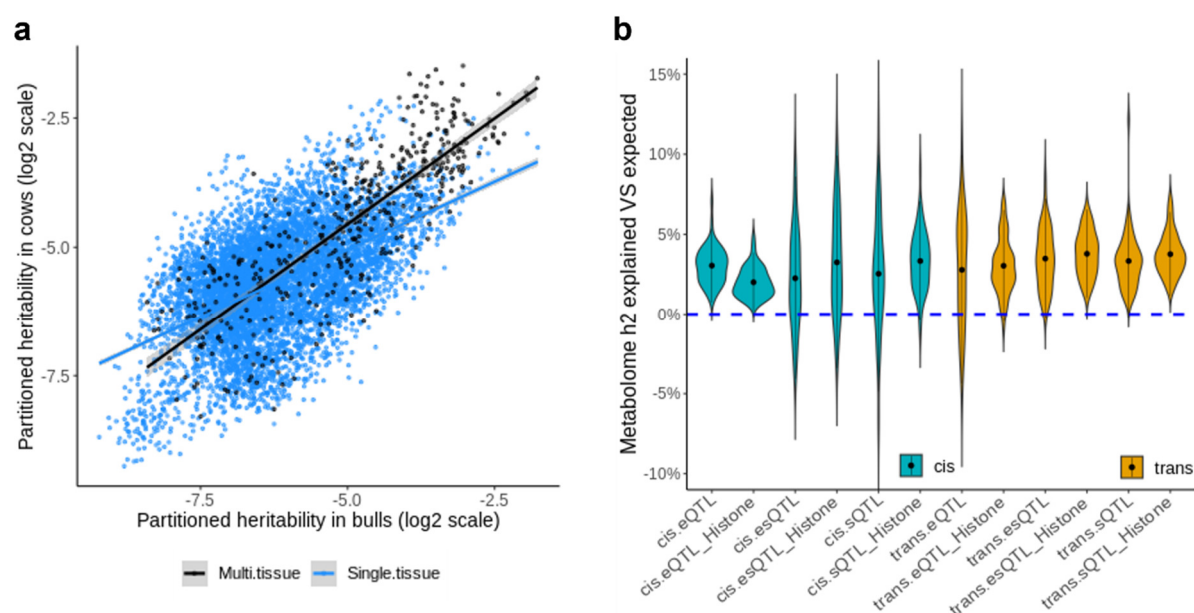 a
Partitioned heritability in cows (log2 scale)
-2.5
-5.0
-7.5
-7.5 -5.0 -2.5
Partitioned heritability in bulls (log2 scale)
Multi.tissue Single.tissue
b
Metabolome h2 explained VS expected
15%
10%
5%
0%
-5%
-10%
cis trans
cis.eQTL
cis.eQTL_Histone
cis.esQTL
cis.esQTL_Histone
cis.sQTL
cis.sQTL_Histone
trans.eQTL
trans.eQTL_Histone
trans.esQTL
trans.esQTL_Histone
trans.sQTL
trans.sQTL_Histone